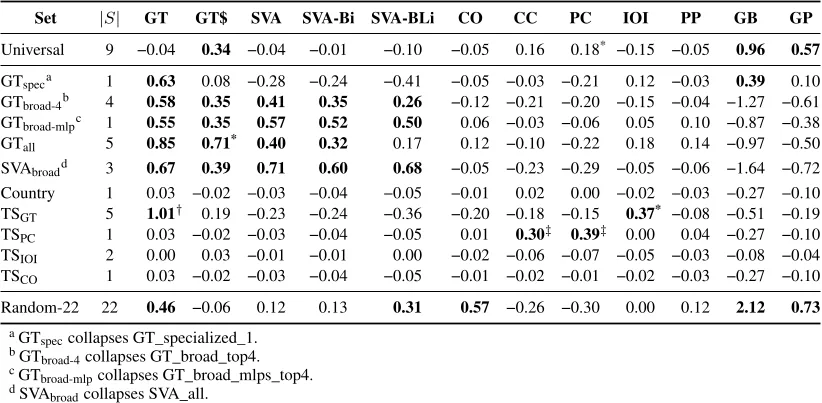 Set |S| GT GT$ SVA SVA-Bi SVA-BLi CO CC PC IOI PP GB GP
Universal 9 −0.04 0.34 −0.04 −0.01 −0.10 −0.05 0.16 0.18* −0.15 −0.05 0.96 0.57
GTspec^a 1 0.63 0.08 −0.28 −0.24 −0.41 −0.05 −0.03 −0.21 0.12 −0.03 0.39 0.10
GTbroad-4^b 4 0.58 0.35 0.41 0.35 0.26 −0.12 −0.21 −0.20 −0.15 −0.04 −1.27 −0.61
GTbroad-mlp^c 1 0.55 0.35 0.57 0.52 0.50 0.06 −0.03 −0.06 0.05 0.10 −0.87 −0.38
GTall 5 0.85 0.71* 0.40 0.32 0.17 0.12 −0.10 −0.22 0.18 0.14 −0.97 −0.50
SVAbroad^d 3 0.67 0.39 0.71 0.60 0.68 −0.05 −0.23 −0.29 −0.05 −0.06 −1.64 −0.72
Country 1 0.03 −0.02 −0.03 −0.04 −0.05 −0.01 0.02 0.00 −0.02 −0.03 −0.27 −0.10
TSGT 5 1.01† 0.19 −0.23 −0.24 −0.36 −0.20 −0.18 −0.15 0.37* −0.08 −0.51 −0.19
TSPC 1 0.03 −0.02 −0.03 −0.04 −0.05 0.01 0.30‡ 0.39‡ 0.00 0.04 −0.27 −0.10
TSIOI 2 0.00 0.03 −0.01 −0.01 0.00 −0.02 −0.06 −0.07 −0.05 −0.03 −0.08 −0.04
TSCO 1 0.03 −0.02 −0.03 −0.04 −0.05 −0.01 −0.02 −0.01 −0.02 −0.03 −0.27 −0.10
Random-22 22 0.46 −0.06 0.12 0.13 0.31 0.57 −0.26 −0.30 0.00 0.12 2.12 0.73
a GTspec collapses GT_specialized_1.
b GTbroad-4 collapses GT_broad_top4.
c GTbroad-mlp collapses GT_broad_mlps_top4.
d SVAbroad collapses SVA_all.